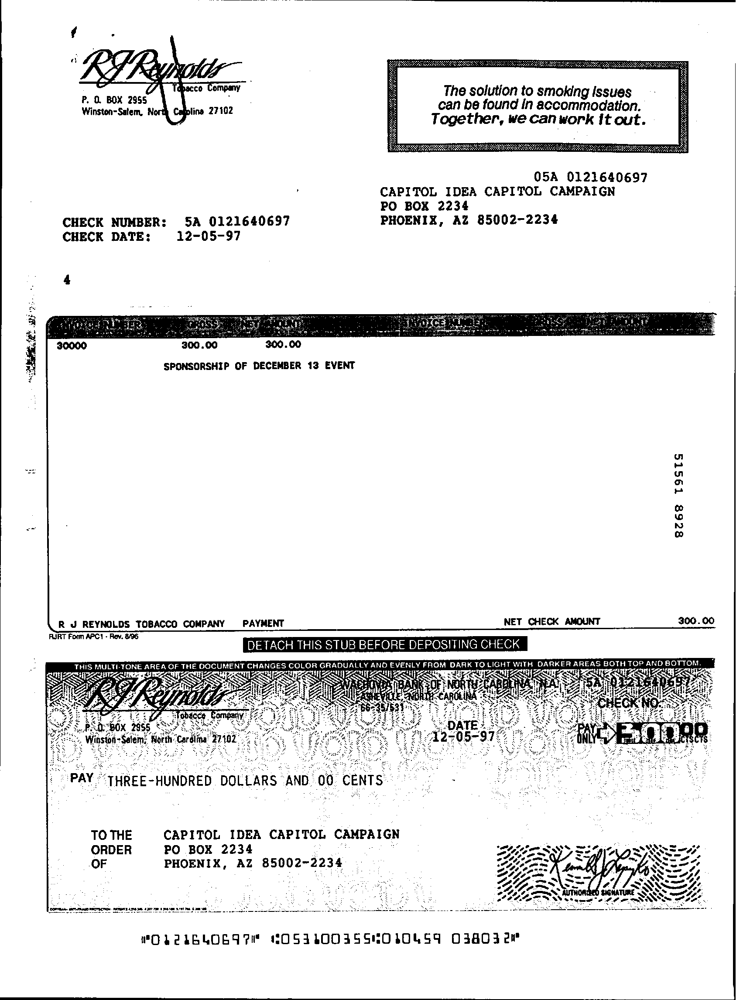 RJReynolds
Tobacco Company
P. O. BOX 2955
Winston-Salem, North Carolina 27102
The solution to smoking issues
can be found in accommodation.
Together, we can work it out.
05A 0121640697
CAPITOL IDEA CAPITOL CAMPAIGN
PO BOX 2234
PHOENIX, AZ 85002-2234
CHECK NUMBER: 5A 0121640697
CHECK DATE: 12-05-97
4
INVOICE NUMBER GROSS NET AMOUNT INVOICE NUMBER GROSS NET AMOUNT
30000 300.00 300.00
SPONSORSHIP OF DECEMBER 13 EVENT
51561 8928
R J REYNOLDS TOBACCO COMPANY PAYMENT NET CHECK AMOUNT 300.00
RJRT Form APC1 - Rev. 8/96
DETACH THIS STUB BEFORE DEPOSITING CHECK
THIS MULTI-TONE AREA OF THE DOCUMENT CHANGES COLOR GRADUALLY AND EVENLY FROM DARK TO LIGHT WITH DARKER AREAS BOTH TOP AND BOTTOM.
RJReynolds
Tobacco Company
P. O. BOX 2955
Winston-Salem, North Carolina 27102
WACHOVIA BANK OF NORTH CAROLINA, N.A.
ASHEVILLE, NORTH CAROLINA
66-35/531
5A 0121640697
CHECK NO.
DATE
12-05-97
PAY ONLY
PAY THREE-HUNDRED DOLLARS AND 00 CENTS
TO THE ORDER OF
CAPITOL IDEA CAPITOL CAMPAIGN
PO BOX 2234
PHOENIX, AZ 85002-2234
AUTHORIZED SIGNATURE
⑈0121640697⑈ ⑆053100355⑆010459 038032⑈